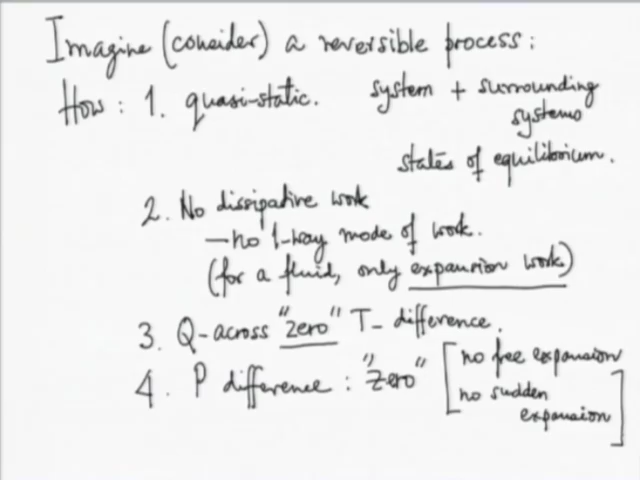 Imagine (consider) a reversible process:
How: 1. quasi-static. system + surrounding
systems
states of equilibrium.
2. No dissipative work
—no 1-way mode of work.
(for a fluid, only expansion work)
3. Q-across "zero" T- difference.
4. P difference: "Zero" [no free expansion
no sudden
expansion]